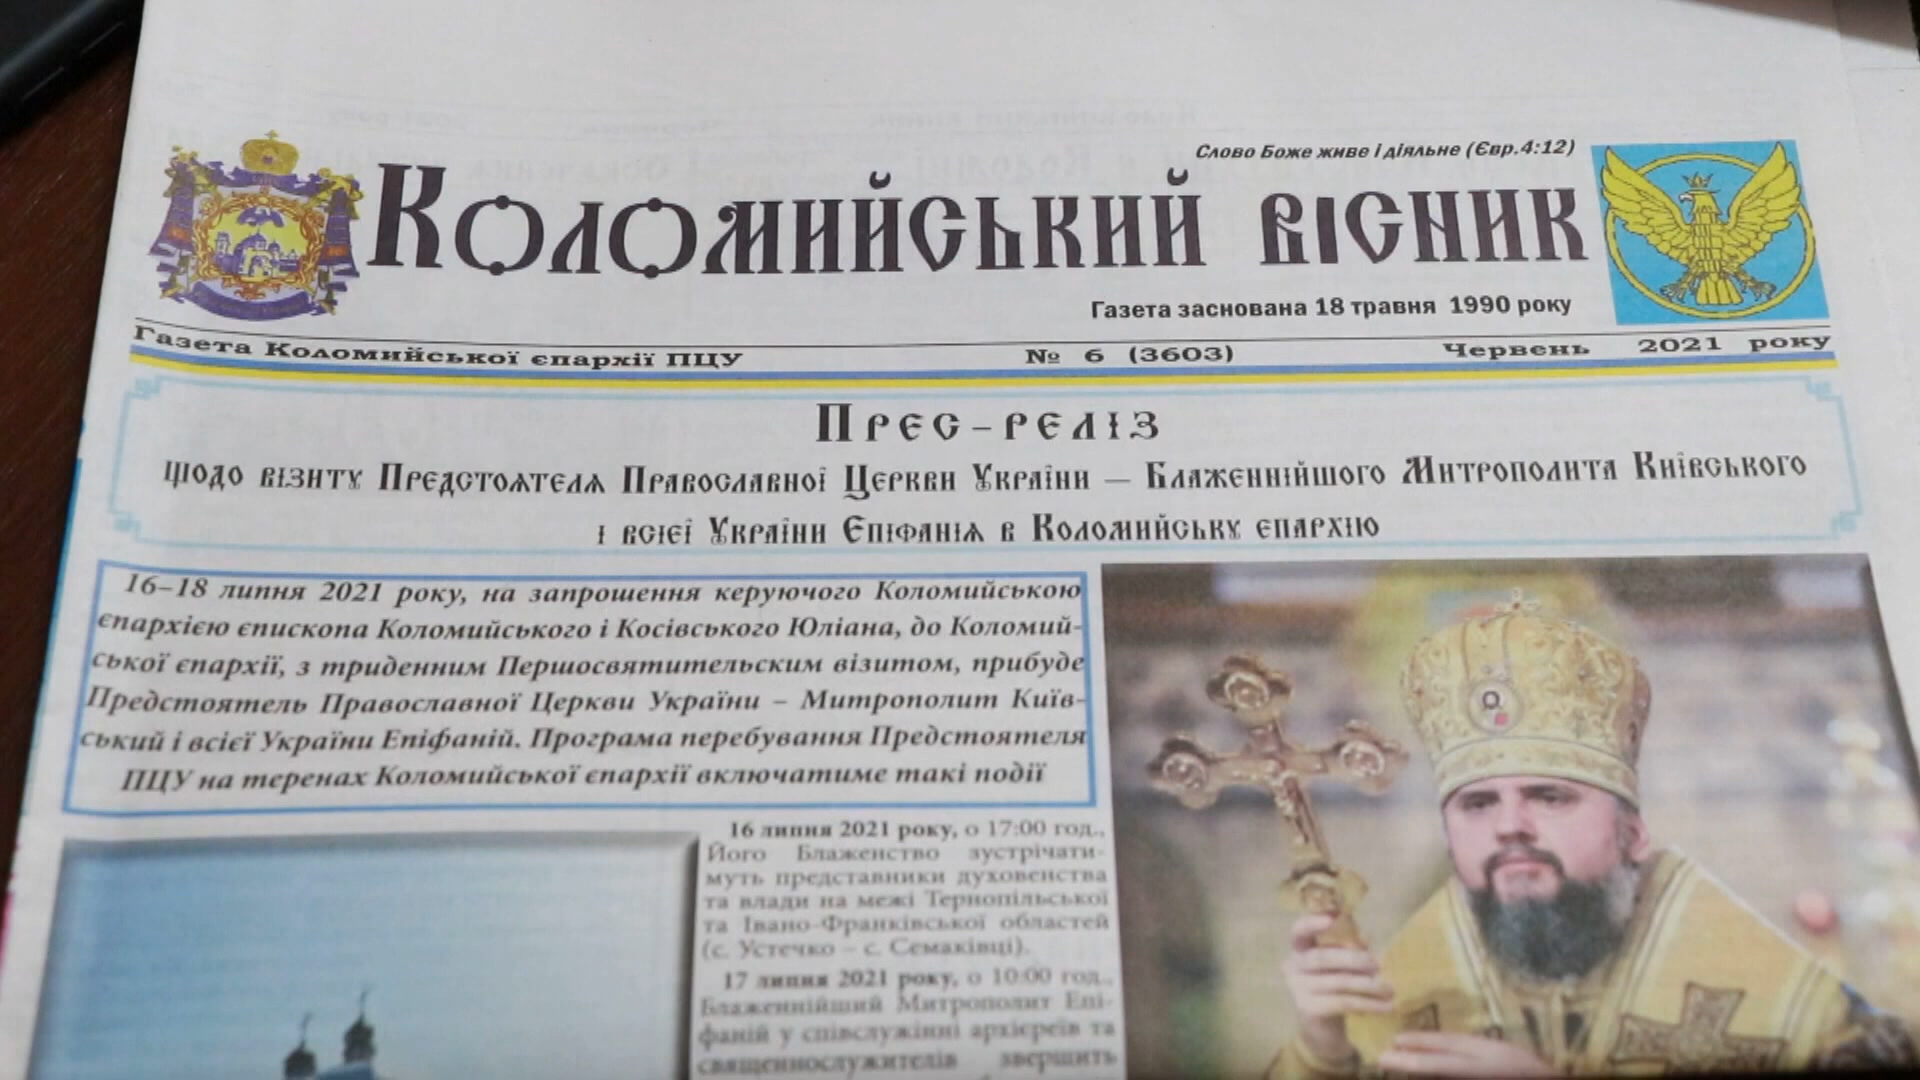 Слово Боже живе і діяльне (Євр.4:12)
Коломийський вісник
Газета заснована 18 травня 1990 року
Газета Коломийської єпархії ПЦУ № 6 (3603) Червень 2021 року
Прес-реліз
щодо візиту Предстоятеля Православної Церкви України — Блаженнійшого Митрополита Київського
і всієї України Епіфанія в Коломийську єпархію
16–18 липня 2021 року, на запрошення керуючого Коломийською
єпархією єпископа Коломийського і Косівського Юліана, до Коломий-
ської єпархії, з триденним Першосвятительським візитом, прибуде
Предстоятель Православної Церкви України – Митрополит Київ-
ський і всієї України Епіфаній. Програма перебування Предстоятеля
ПЦУ на теренах Коломийської єпархії включатиме такі події
16 липня 2021 року, о 17:00 год.,
Його Блаженство зустрічати-
муть представники духовенства
та влади на межі Тернопільської
та Івано-Франківської областей
(с. Устечко – с. Семаківці).
17 липня 2021 року, о 10:00 год.,
Блаженнійший Митрополит Епі-
фаній у співслужінні архієреїв та
священнослужителів звершить